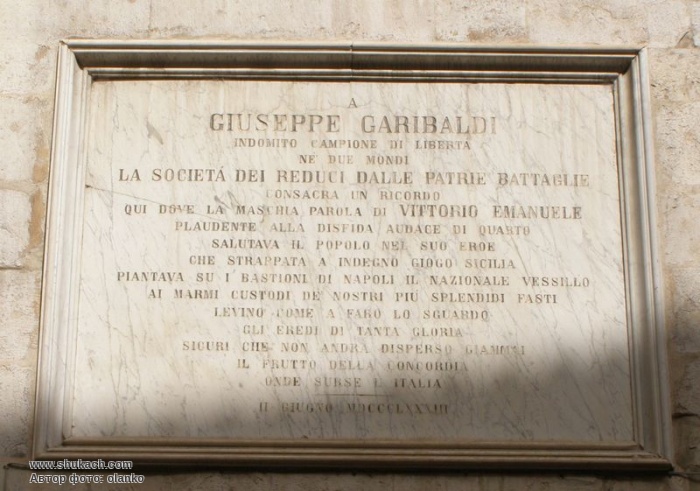 A
GIUSEPPE GARIBALDI
INDOMITO CAMPIONE DI LIBERTÀ
NE' DUE MONDI
LA SOCIETÁ DEI REDUCI DALLE PATRIE BATTAGLIE
CONSACRA UN RICORDO
QUI DOVE LA MASCHIA PAROLA DI VITTORIO EMANUELE
PLAUDENTE ALLA DISFIDA AUDACE DI QUARTO
SALUTAVA IL POPOLO NEL SUO EROE
CHE STRAPPATA A INDEGNO GIOGO SICILIA
PIANTAVA SU I BASTIONI DI NAPOLI IL NAZIONALE VESSILLO
AI MARMI CUSTODI DE' NOSTRI PIÙ SPLENDIDI FASTI
LEVINO COME A FARO LO SGUARDO
GLI EREDI DI TANTA GLORIA
SICURI CHE NON ANDRÀ DISPERSO GIAMMAI
IL FRUTTO DELLA CONCORDIA
ONDE SURSE L'ITALIA
II GIUGNO MDCCCLXXXIII
www.shukach.com
Автор фото: olanko